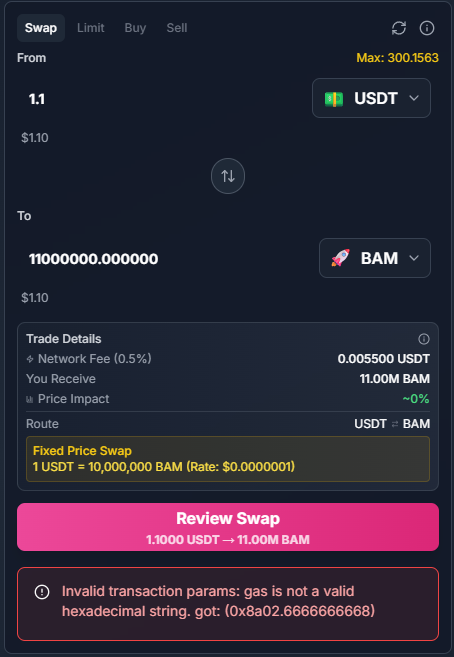 Swap Limit Buy Sell
From Max: 300.1563
1.1 USDT
$1.10
To
11000000.000000 BAM
$1.10
Trade Details
Network Fee (0.5%) 0.005500 USDT
You Receive 11.00M BAM
Price Impact ~0%
Route USDT ⇄ BAM
Fixed Price Swap
1 USDT = 10,000,000 BAM (Rate: $0.0000001)
Review Swap
1.1000 USDT → 11.00M BAM
Invalid transaction params: gas is not a valid
hexadecimal string. got: (0x8a02.6666666668)